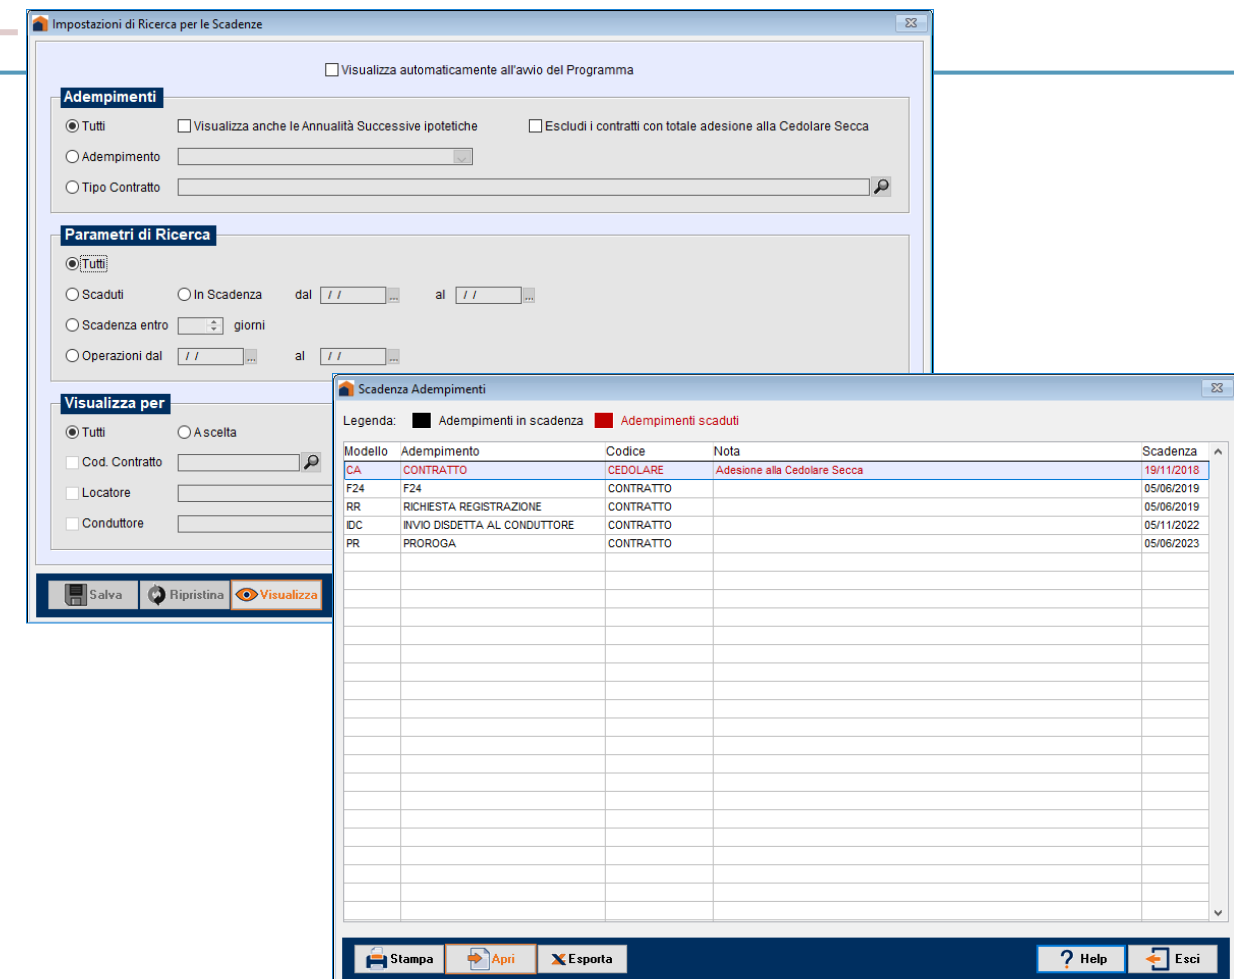 Impostazioni di Ricerca per le Scadenze
Visualizza automaticamente all'avvio del Programma
Adempimenti
Tutti Visualizza anche le Annualità Successive ipotetiche Escludi i contratti con totale adesione alla Cedolare Secca
Adempimento
Tipo Contratto
Parametri di Ricerca
Tutti
Scaduti In Scadenza dal / / ... al / / ...
Scadenza entro giorni
Operazioni dal / / ... al / / ...
Visualizza per
Tutti A scelta
Cod. Contratto
Locatore
Conduttore
Salva Ripristina Visualizza
Scadenza Adempimenti
Legenda: Adempimenti in scadenza Adempimenti scaduti
Modello Adempimento Codice Nota Scadenza
CA CONTRATTO CEDOLARE Adesione alla Cedolare Secca 19/11/2018
F24 F24 CONTRATTO 05/06/2019
RR RICHIESTA REGISTRAZIONE CONTRATTO 05/06/2019
IDC INVIO DISDETTA AL CONDUTTORE CONTRATTO 05/11/2022
PR PROROGA CONTRATTO 05/06/2023
Stampa Apri Esporta ? Help Esci